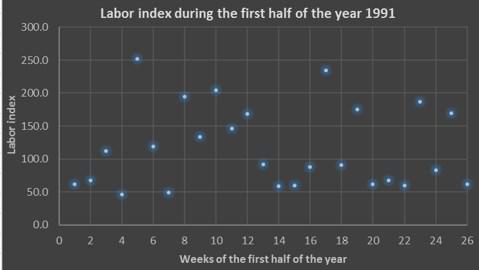 Labor index during the first half of the year 1991
300.0
250.0
200.0
150.0
100.0
50.0
0.0
Labor index
0 2 4 6 8 10 12 14 16 18 20 22 24 26
Weeks of the first half of the year